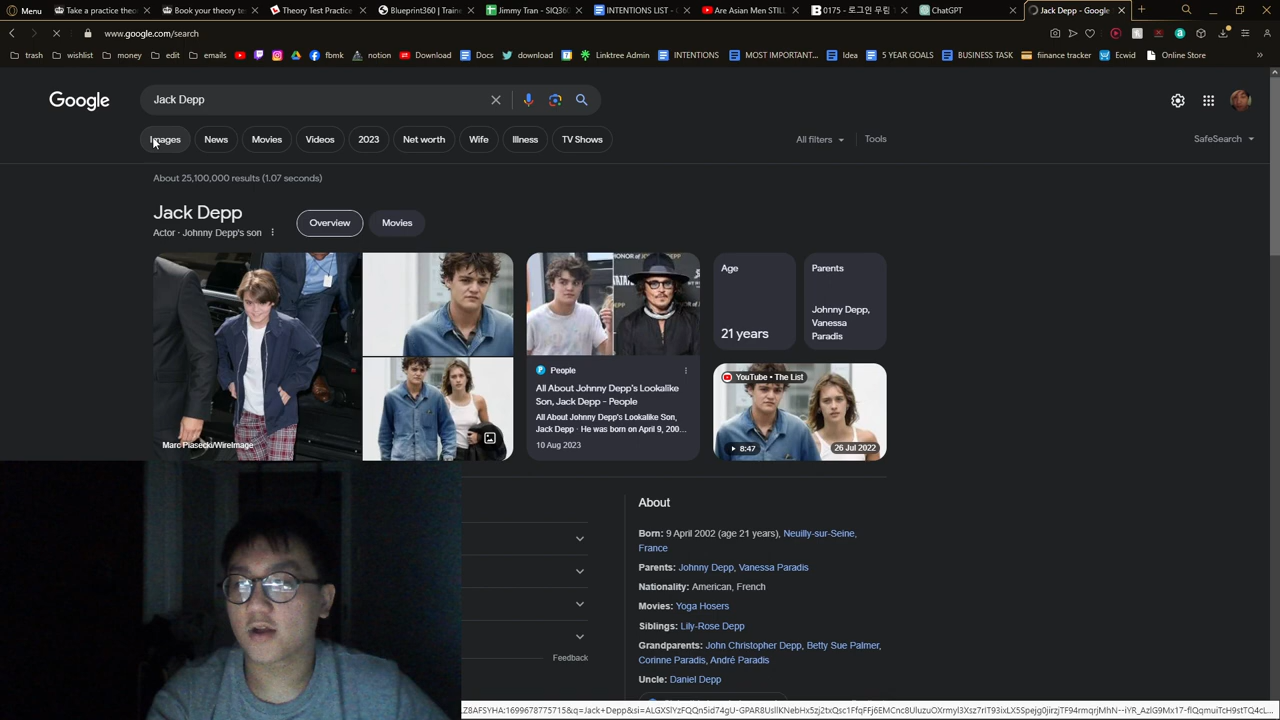 Menu
Take a practice theory
Book your theory te
Theory Test Practice
Blueprint360 | Traine
Jimmy Tran - SIQ360
INTENTIONS LIST - G
Are Asian Men STILL
0175 - 로그인 무림
ChatGPT
Jack Depp - Google
www.google.com/search
trash
wishlist
money
edit
emails
fbmk
notion
Download
Docs
download
Linktree Admin
INTENTIONS
MOST IMPORTANT...
Idea
5 YEAR GOALS
BUSINESS TASK
fiinance tracker
Ecwid
Online Store
Google
Jack Depp
Images
News
Movies
Videos
2023
Net worth
Wife
Illness
TV Shows
All filters
Tools
SafeSearch
About 25,100,000 results (1.07 seconds)
Jack Depp
Actor · Johnny Depp's son
Overview
Movies
Marc Piasecki/WireImage
People
All About Johnny Depp's Lookalike
Son, Jack Depp - People
All About Johnny Depp's Lookalike Son,
Jack Depp · He was born on April 9, 200...
10 Aug 2023
Age
21 years
Parents
Johnny Depp,
Vanessa
Paradis
YouTube • The List
8:47
26 Jul 2022
Feedback
About
Born: 9 April 2002 (age 21 years), Neuilly-sur-Seine,
France
Parents: Johnny Depp, Vanessa Paradis
Nationality: American, French
Movies: Yoga Hosers
Siblings: Lily-Rose Depp
Grandparents: John Christopher Depp, Betty Sue Palmer,
Corinne Paradis, André Paradis
Uncle: Daniel Depp